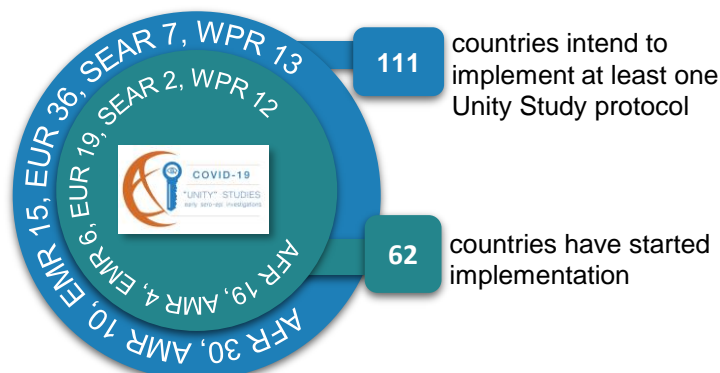 AFR 30, AMR 10, EMR 15, EUR 36, SEAR 7, WPR 13
AFR 19, AMR 4, EMR 6, EUR 19, SEAR 2, WPR 12
COVID-19
"UNITY" STUDIES
early sero-epi investigations
111
countries intend to
implement at least one
Unity Study protocol
62
countries have started
implementation